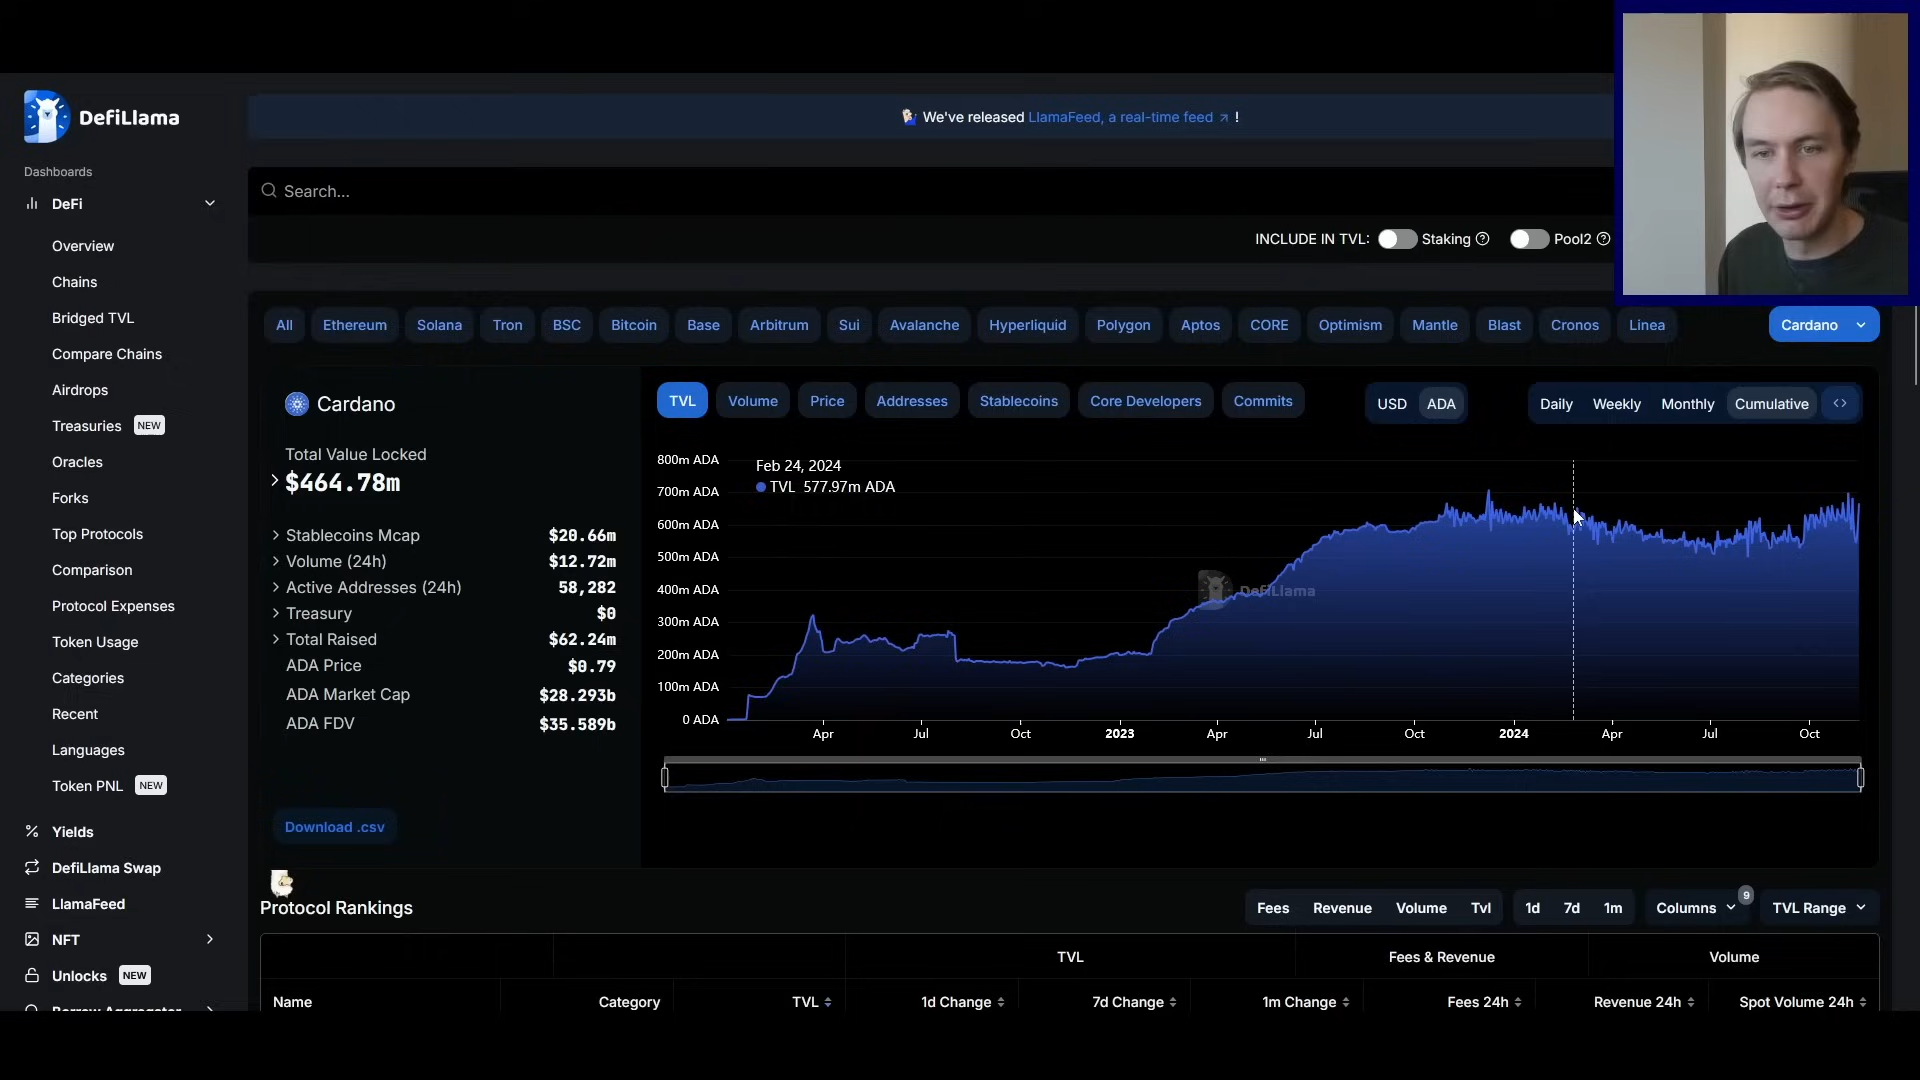 DefiLlama
We've released LlamaFeed, a real-time feed ↗ !
Dashboards
DeFi
Overview
Chains
Bridged TVL
Compare Chains
Airdrops
Treasuries NEW
Oracles
Forks
Top Protocols
Comparison
Protocol Expenses
Token Usage
Categories
Recent
Languages
Token PNL NEW
Yields
DefiLlama Swap
LlamaFeed
NFT
Unlocks NEW
Borrow Aggregator
Search...
INCLUDE IN TVL: Staking Pool2
All Ethereum Solana Tron BSC Bitcoin Base Arbitrum Sui Avalanche Hyperliquid Polygon Aptos CORE Optimism Mantle Blast Cronos Linea Cardano
Cardano
Total Value Locked
$464.78m
Stablecoins Mcap $20.66m
Volume (24h) $12.72m
Active Addresses (24h) 58,282
Treasury $0
Total Raised $62.24m
ADA Price $0.79
ADA Market Cap $28.293b
ADA FDV $35.589b
Download .csv
TVL Volume Price Addresses Stablecoins Core Developers Commits USD ADA Daily Weekly Monthly Cumulative <>
Feb 24, 2024
TVL 577.97m ADA
800m ADA
700m ADA
600m ADA
500m ADA
400m ADA
300m ADA
200m ADA
100m ADA
0 ADA
DefiLlama
Apr Jul Oct 2023 Apr Jul Oct 2024 Apr Jul Oct
Protocol Rankings
Fees Revenue Volume Tvl 1d 7d 1m Columns 9 TVL Range
TVL Fees & Revenue Volume
Name Category TVL 1d Change 7d Change 1m Change Fees 24h Revenue 24h Spot Volume 24h